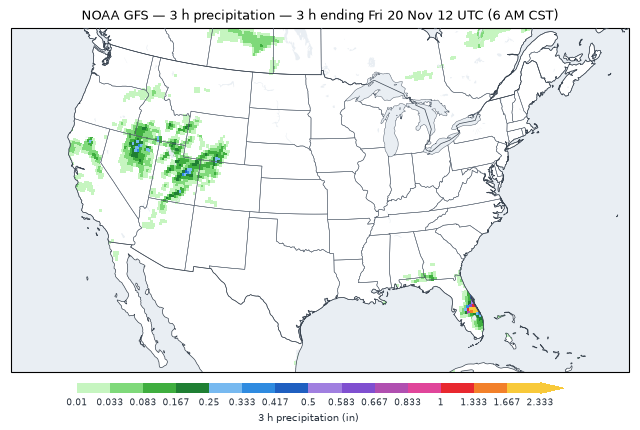 NOAA GFS — 3 h precipitation — 3 h ending Fri 20 Nov 12 UTC (6 AM CST)
0.01 0.033 0.083 0.167 0.25 0.333 0.417 0.5 0.583 0.667 0.833 1 1.333 1.667 2.333
3 h precipitation (in)